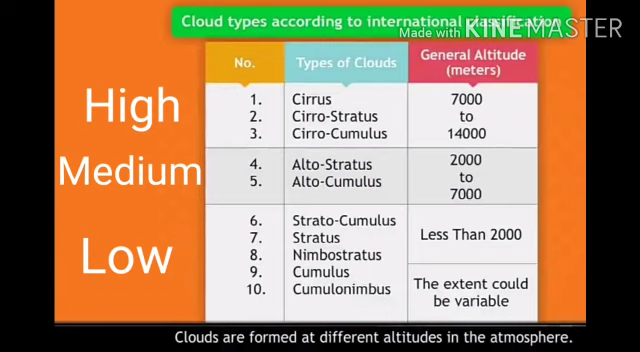 Cloud types according to international classification
Made with KINEMASTER
No. Types of Clouds General Altitude (meters)
High
1. Cirrus 7000
2. Cirro-Stratus to
3. Cirro-Cumulus 14000
Medium
4. Alto-Stratus 2000
to
5. Alto-Cumulus 7000
Low
6. Strato-Cumulus
7. Stratus Less Than 2000
8. Nimbostratus
9. Cumulus The extent could
10. Cumulonimbus be variable
Clouds are formed at different altitudes in the atmosphere.